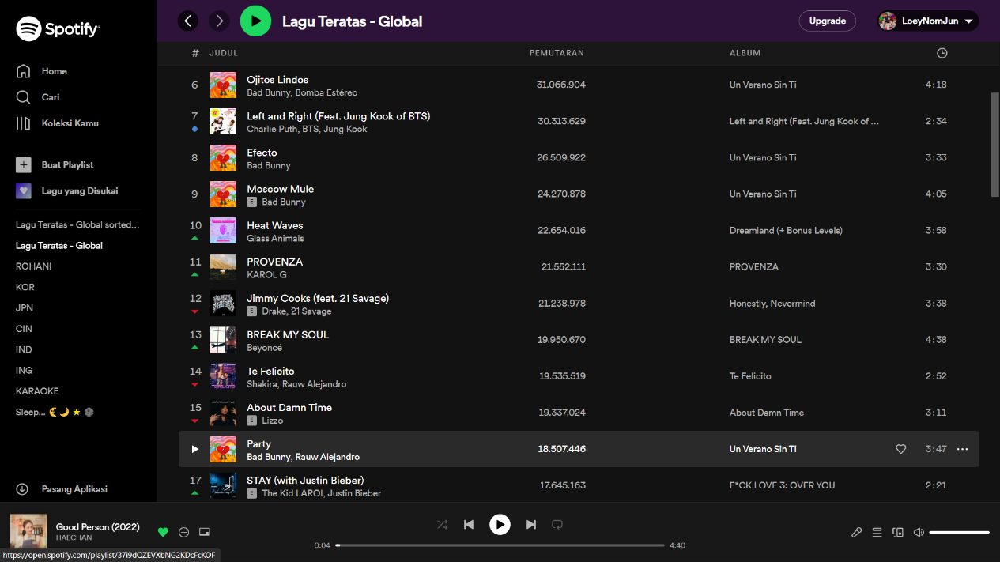 Spotify
Home
Cari
Koleksi Kamu
Buat Playlist
Lagu yang Disukai
Lagu Teratas - Global sorted...
Lagu Teratas - Global
ROHANI
KOR
JPN
CIN
IND
ING
KARAOKE
Sleep... 🌜🌙⭐
Pasang Aplikasi
Lagu Teratas - Global
Upgrade
LoeyNomJun
# JUDUL PEMUTARAN ALBUM
6 Ojitos Lindos 31.066.904 Un Verano Sin Ti 4:18
Bad Bunny, Bomba Estéreo
7 Left and Right (Feat. Jung Kook of BTS) 30.313.629 Left and Right (Feat. Jung Kook of ... 2:34
Charlie Puth, BTS, Jung Kook
8 Efecto 26.509.922 Un Verano Sin Ti 3:33
Bad Bunny
9 Moscow Mule 24.270.878 Un Verano Sin Ti 4:05
E Bad Bunny
10 Heat Waves 22.654.016 Dreamland (+ Bonus Levels) 3:58
Glass Animals
11 PROVENZA 21.552.111 PROVENZA 3:30
KAROL G
12 Jimmy Cooks (feat. 21 Savage) 21.238.978 Honestly, Nevermind 3:38
E Drake, 21 Savage
13 BREAK MY SOUL 19.950.670 BREAK MY SOUL 4:38
Beyoncé
14 Te Felicito 19.535.519 Te Felicito 2:52
Shakira, Rauw Alejandro
15 About Damn Time 19.337.024 About Damn Time 3:11
E Lizzo
Party 18.507.446 Un Verano Sin Ti 3:47
Bad Bunny, Rauw Alejandro
17 STAY (with Justin Bieber) 17.645.163 F*CK LOVE 3: OVER YOU 2:21
E The Kid LAROI, Justin Bieber
Good Person (2022)
HAECHAN
0:04 4:40
https://open.spotify.com/playlist/37i9dQZEVXbNG2KDcFcKOF